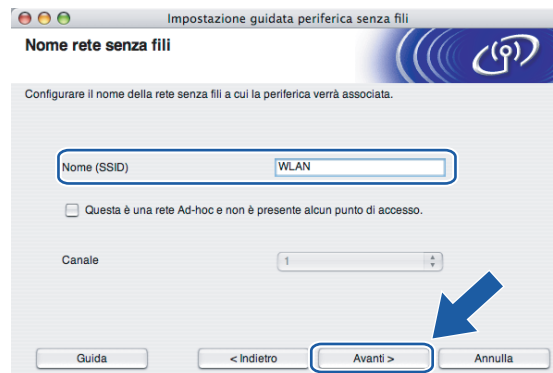 Impostazione guidata periferica senza fili
Nome rete senza fili
Configurare il nome della rete senza fili a cui la periferica verrà associata.
Nome (SSID) WLAN
Questa è una rete Ad-hoc e non è presente alcun punto di accesso.
Canale 1
Guida < Indietro Avanti > Annulla